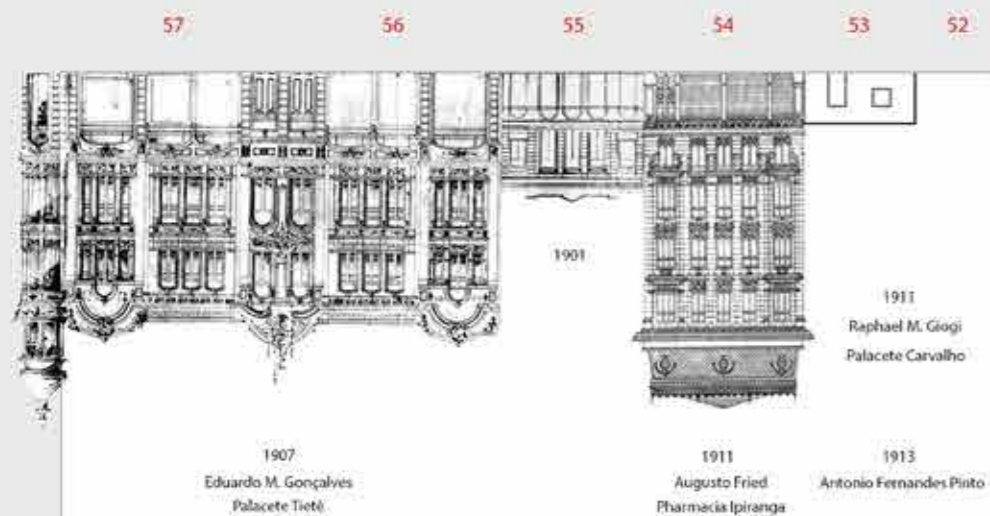 57 56 55 54 53 52
1901
1911
Raphael M. Giogi
Palacete Carvalho
1907
Eduardo M. Gonçalves
Palacete Tietê
1911
Augusto Fried
Pharmacia Ipiranga
1913
Antonio Fernandes Pinto